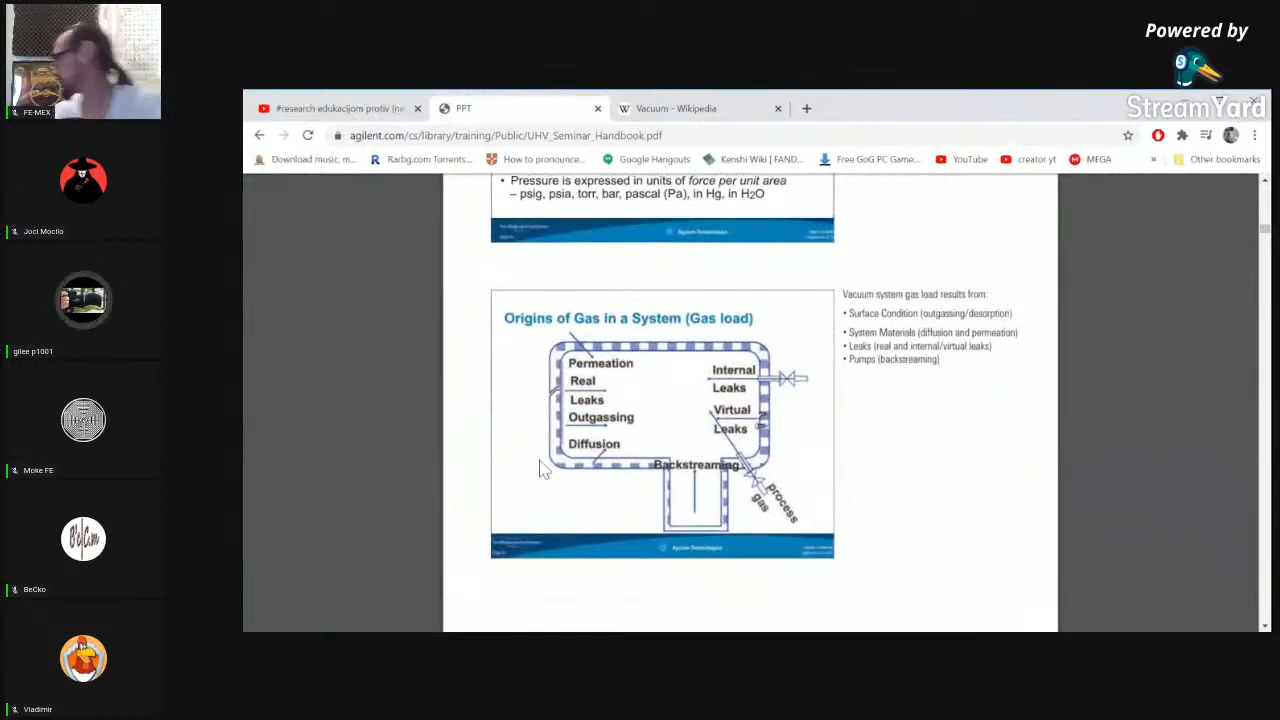 Powered by
StreamYard
FE-MEX
Joci Mocilo
gilee p1001
Moke FE
BeCko
Vladimir
#research edukacijom protiv (ne
PPT
Vacuum - Wikipedia
agilent.com/cs/library/training/Public/UHV_Seminar_Handbook.pdf
Download music, m...
Rarbg.com Torrents...
How to pronounce...
Google Hangouts
Kenshi Wiki | FAND...
Free GoG PC Game...
YouTube
creator yt
MEGA
»
Other bookmarks
• Pressure is expressed in units of force per unit area
– psig, psia, torr, bar, pascal (Pa), in Hg, in H2O
Agilent Technologies
Origins of Gas in a System (Gas load)
Permeation
Real
Leaks
Outgassing
Diffusion
Internal
Leaks
Virtual
Leaks
Backstreaming
process
gas
Agilent Technologies
Vacuum system gas load results from:
• Surface Condition (outgassing/desorption)
• System Materials (diffusion and permeation)
• Leaks (real and internal/virtual leaks)
• Pumps (backstreaming)